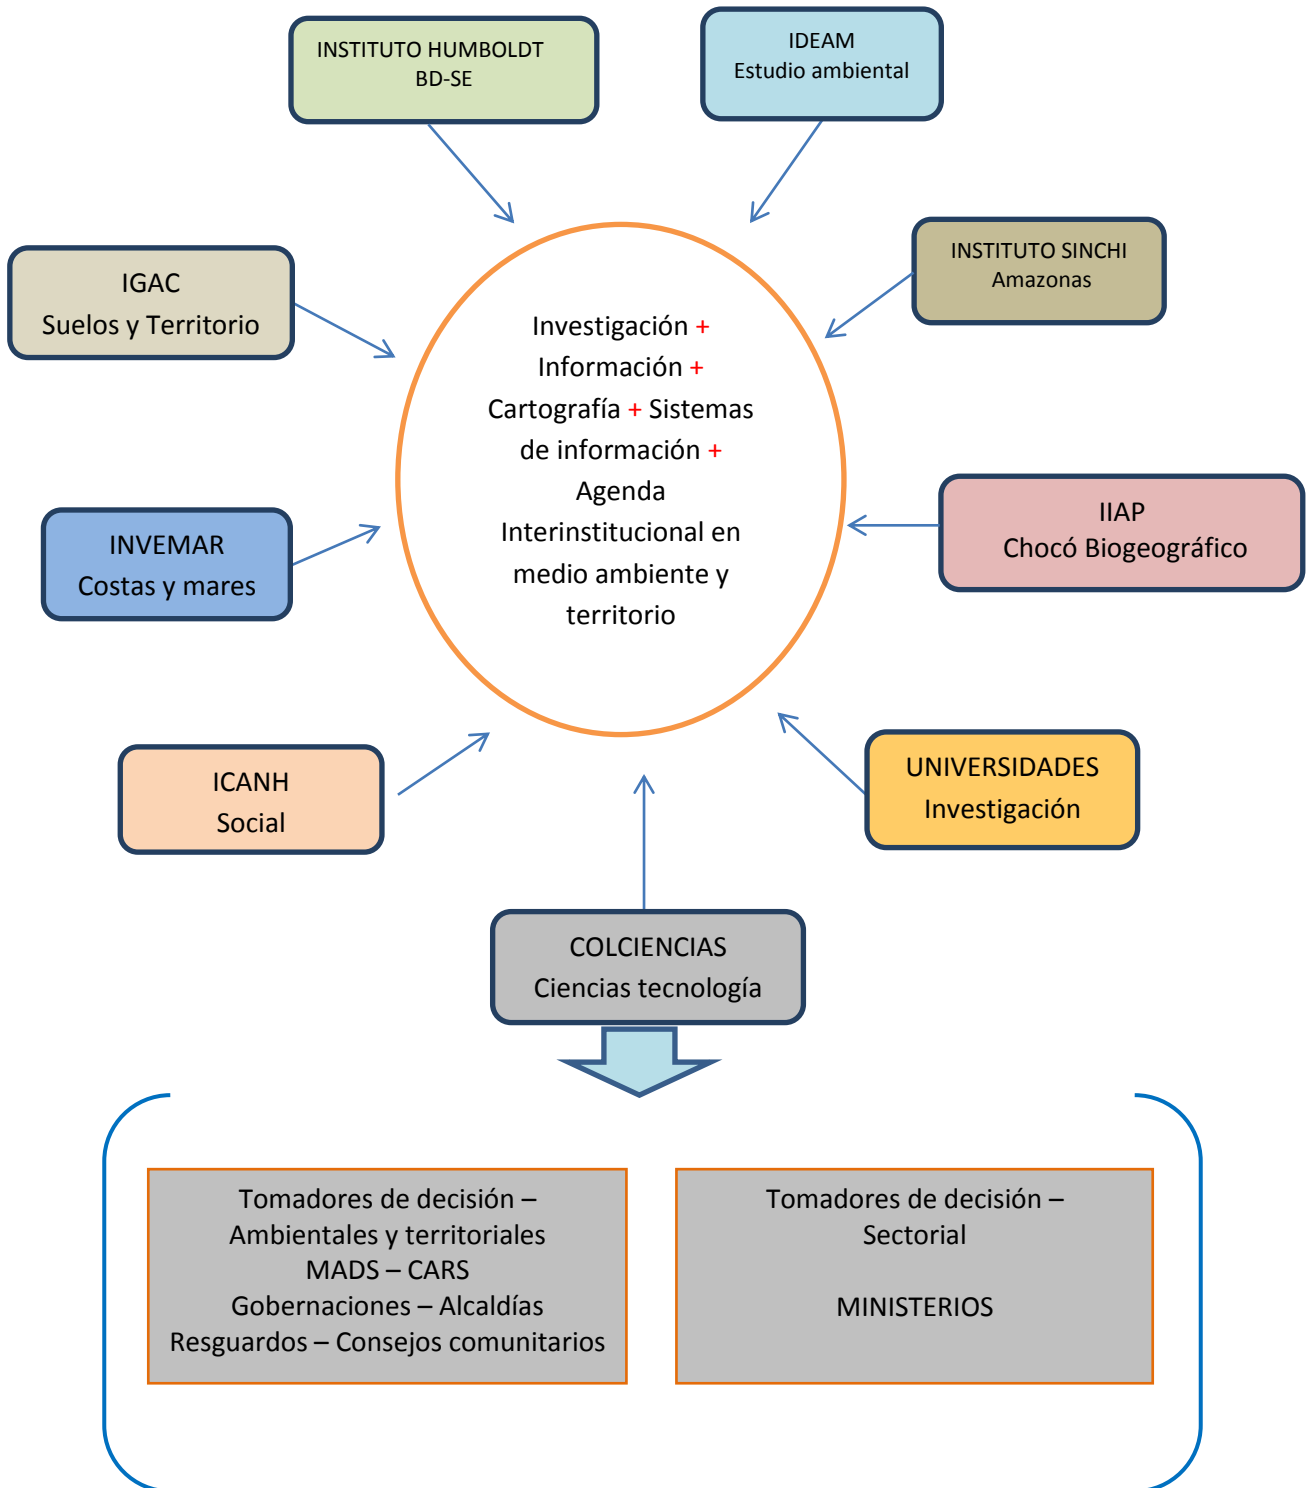 INSTITUTO HUMBOLDT
BD-SE
IDEAM
Estudio ambiental
IGAC
Suelos y Territorio
INSTITUTO SINCHI
Amazonas
Investigación +
Información +
Cartografía + Sistemas
de información +
Agenda
Interinstitucional en
medio ambiente y
territorio
INVEMAR
Costas y mares
IIAP
Chocó Biogeográfico
ICANH
Social
UNIVERSIDADES
Investigación
COLCIENCIAS
Ciencias tecnología
Tomadores de decisión –
Ambientales y territoriales
MADS – CARS
Gobernaciones – Alcaldías
Resguardos – Consejos comunitarios
Tomadores de decisión –
Sectorial
MINISTERIOS